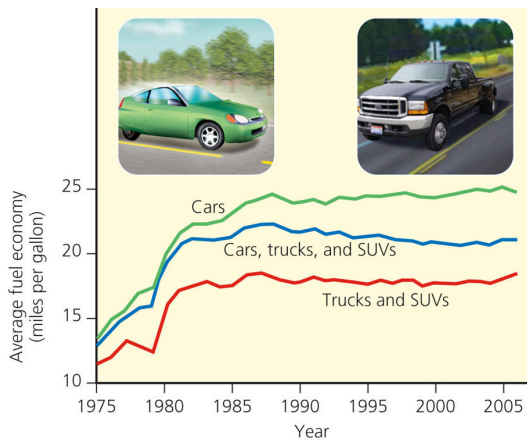 25
20
15
10
Average fuel economy
(miles per gallon)
Cars
Cars, trucks, and SUVs
Trucks and SUVs
1975 1980 1985 1990 1995 2000 2005
Year